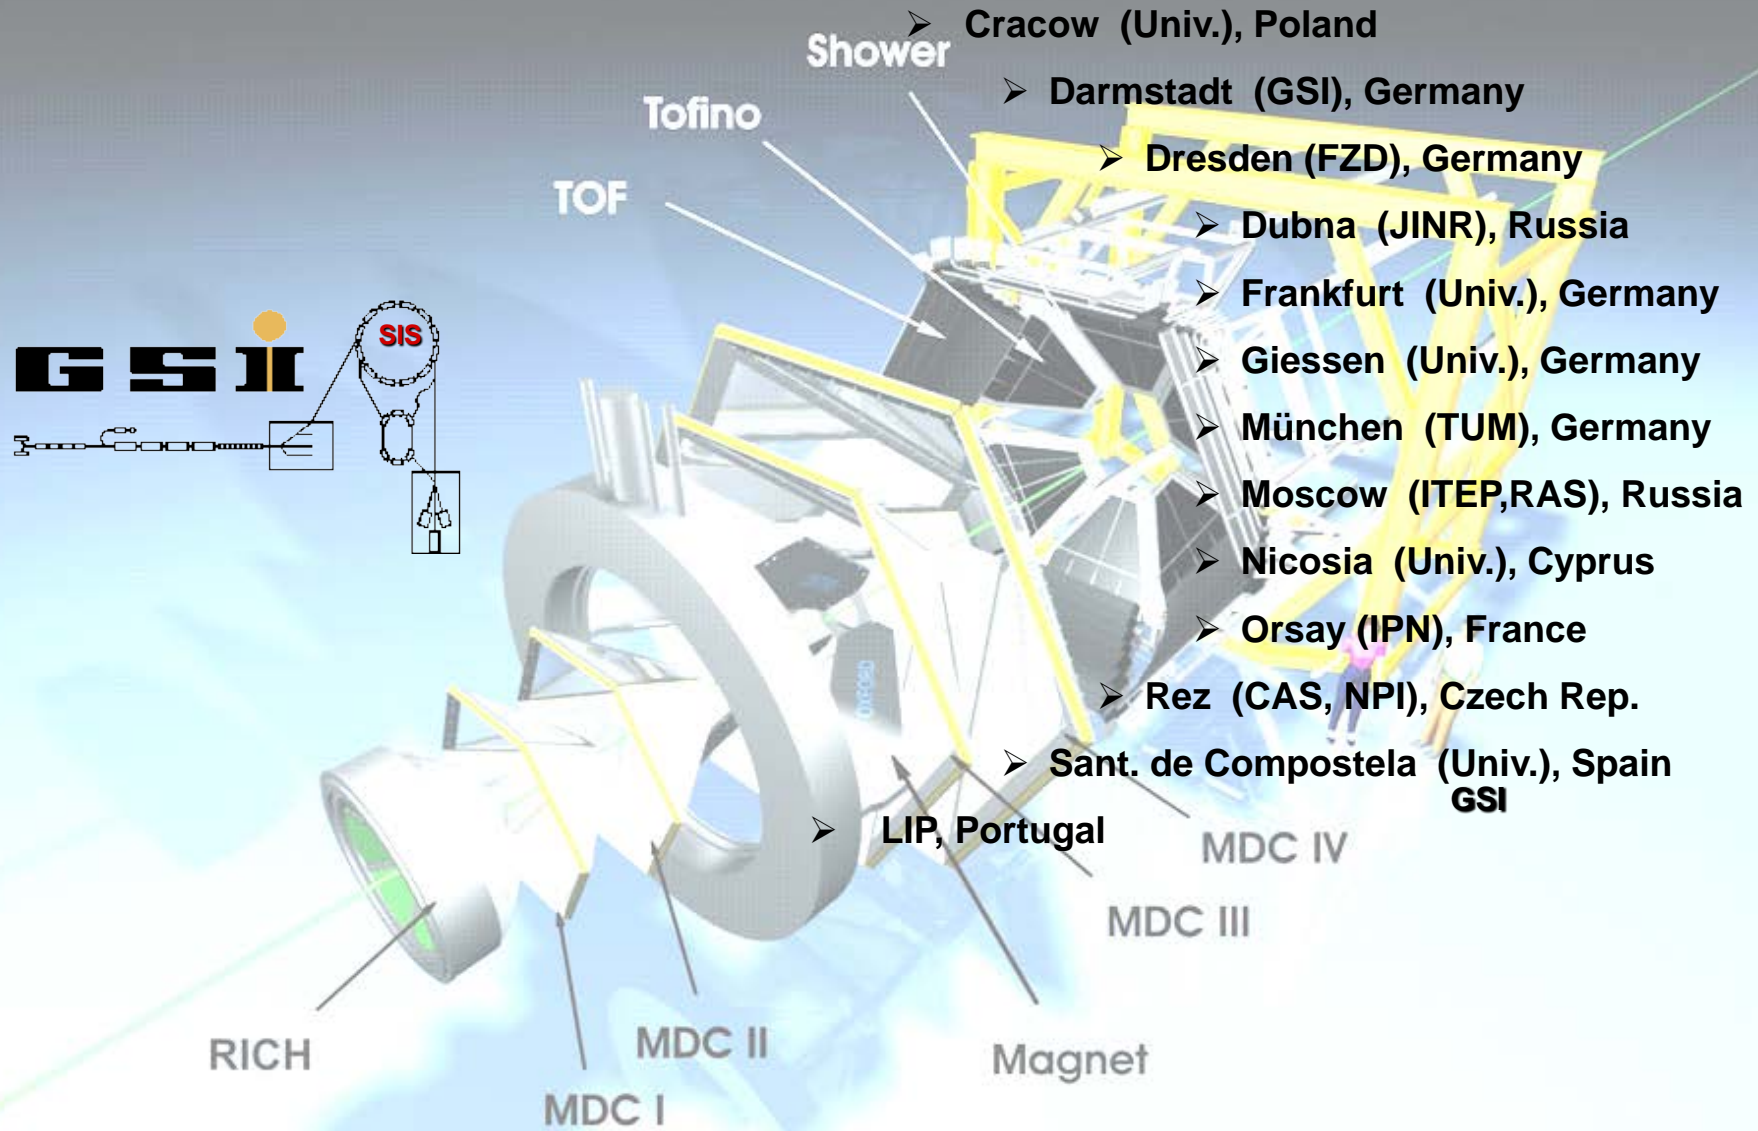 ➢ Cracow (Univ.), Poland
Shower
➢ Darmstadt (GSI), Germany
Tofino
➢ Dresden (FZD), Germany
TOF
➢ Dubna (JINR), Russia
➢ Frankfurt (Univ.), Germany
SIS
GSI
➢ Giessen (Univ.), Germany
➢ München (TUM), Germany
➢ Moscow (ITEP,RAS), Russia
➢ Nicosia (Univ.), Cyprus
➢ Orsay (IPN), France
➢ Rez (CAS, NPI), Czech Rep.
➢ Sant. de Compostela (Univ.), Spain
GSI
➢ LIP, Portugal
MDC IV
MDC III
RICH
MDC II
Magnet
MDC I